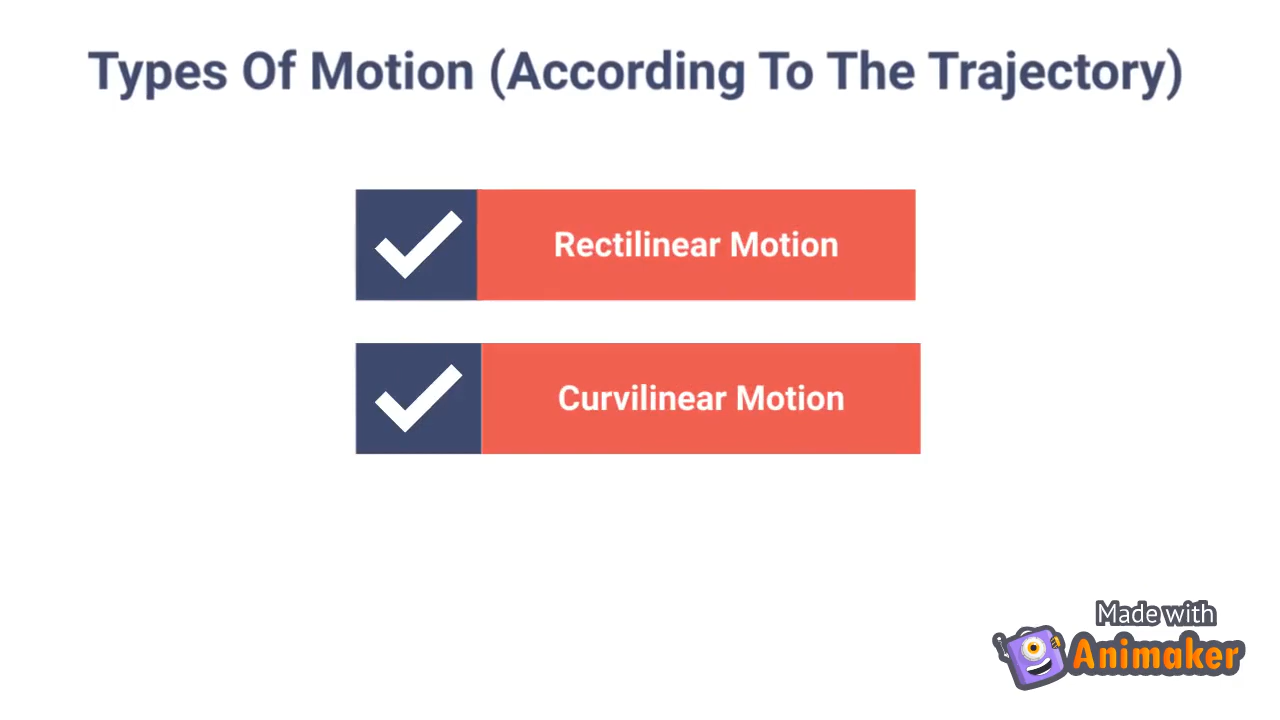 Types Of Motion (According To The Trajectory)
Rectilinear Motion
Curvilinear Motion
Made with
Animaker